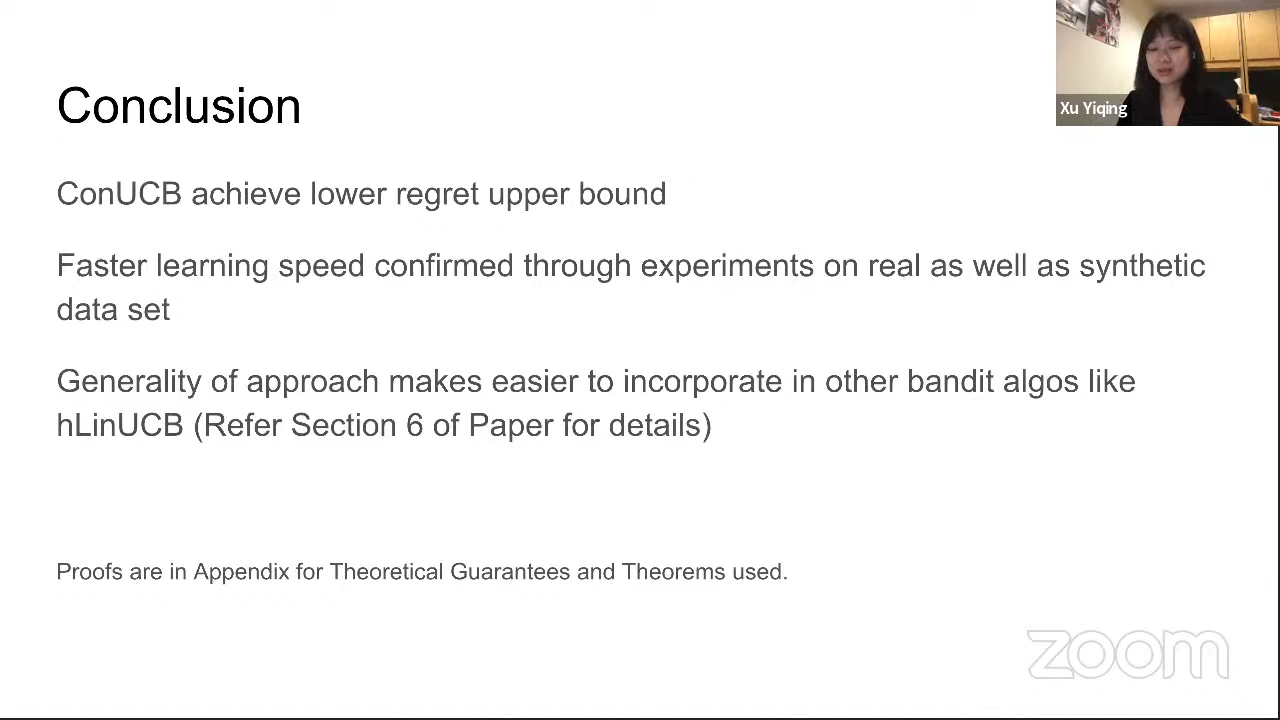 Conclusion
Xu Yiqing
ConUCB achieve lower regret upper bound
Faster learning speed confirmed through experiments on real as well as synthetic
data set
Generality of approach makes easier to incorporate in other bandit algos like
hLinUCB (Refer Section 6 of Paper for details)
Proofs are in Appendix for Theoretical Guarantees and Theorems used.
zoom